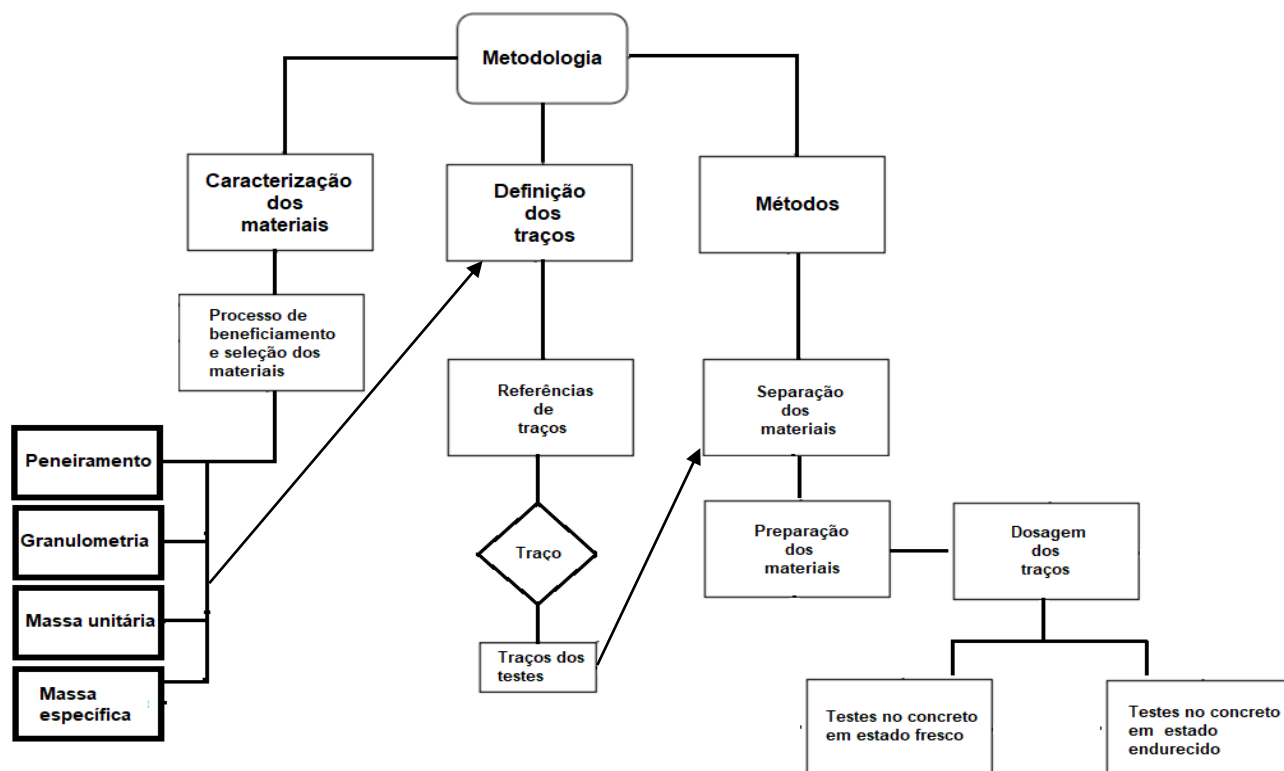 Metodologia
Caracterização
dos
materiais
Processo de
beneficiamento
e seleção dos
materiais
Peneiramento
Granulometria
Massa unitária
Massa
específica
Definição
dos
traços
Referências
de
traços
Traço
Traços dos
testes
Métodos
Separação
dos
materiais
Preparação
dos
materiais
Dosagem
dos
traços
Testes no concreto
em estado fresco
Testes no concreto
em estado
endurecido